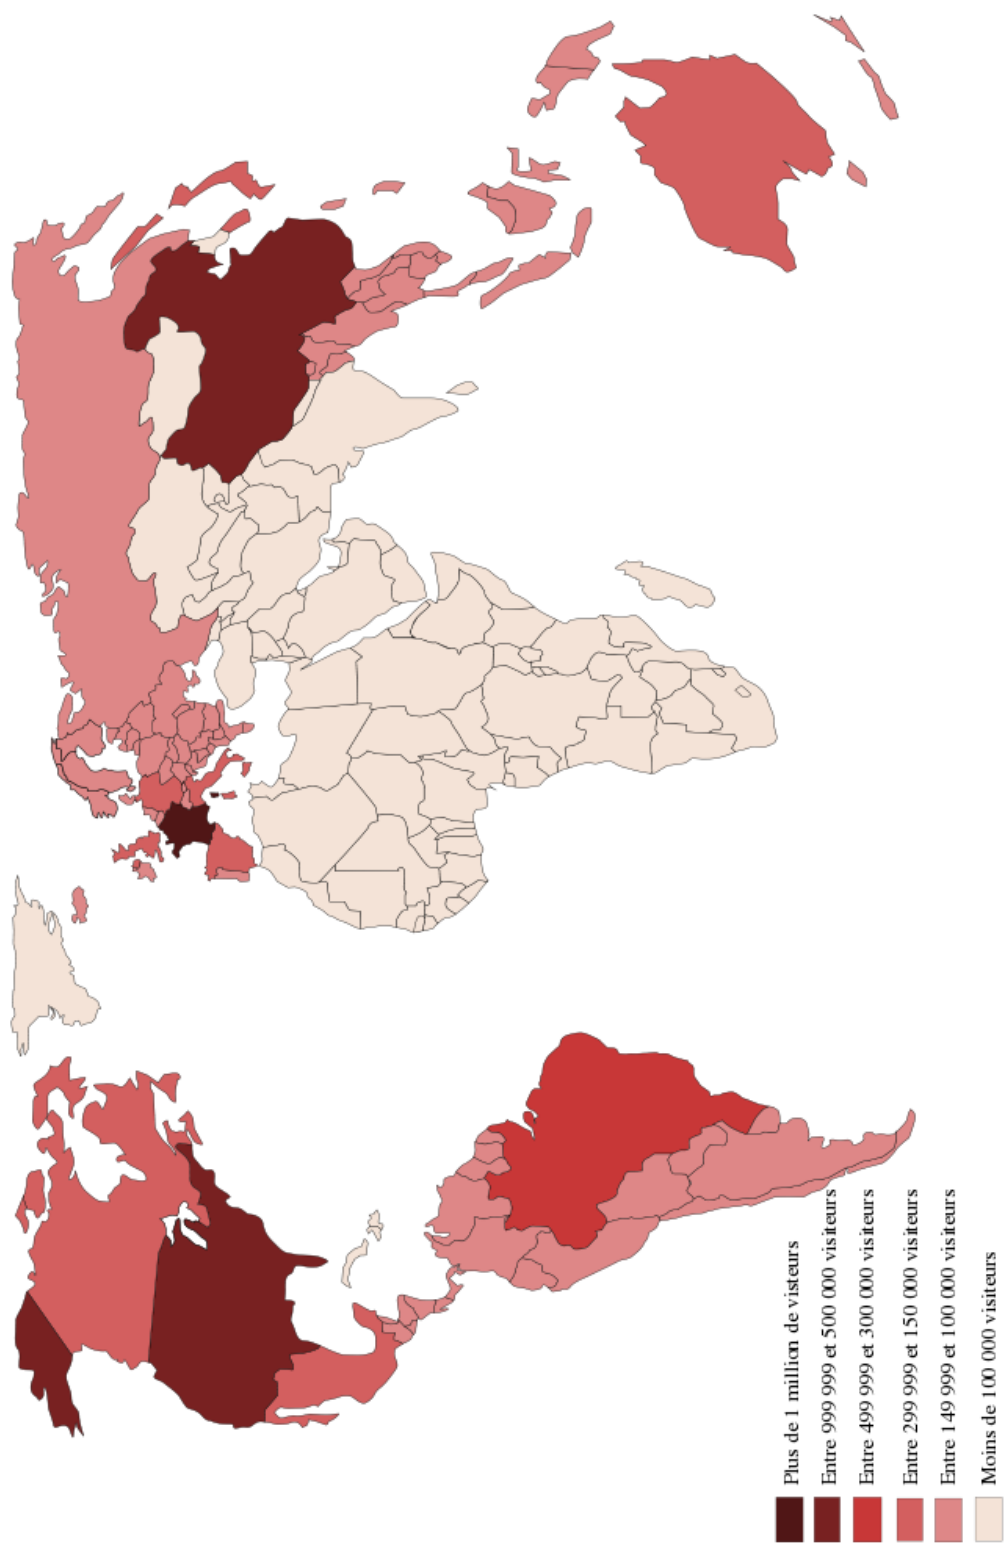 Plus de 1 million de visteurs
Entre 999 999 et 500 000 visiteurs
Entre 499 999 et 300 000 visiteurs
Entre 299 999 et 150 000 visiteurs
Entre 149 999 et 100 000 visiteurs
Moins de 100 000 visiteurs